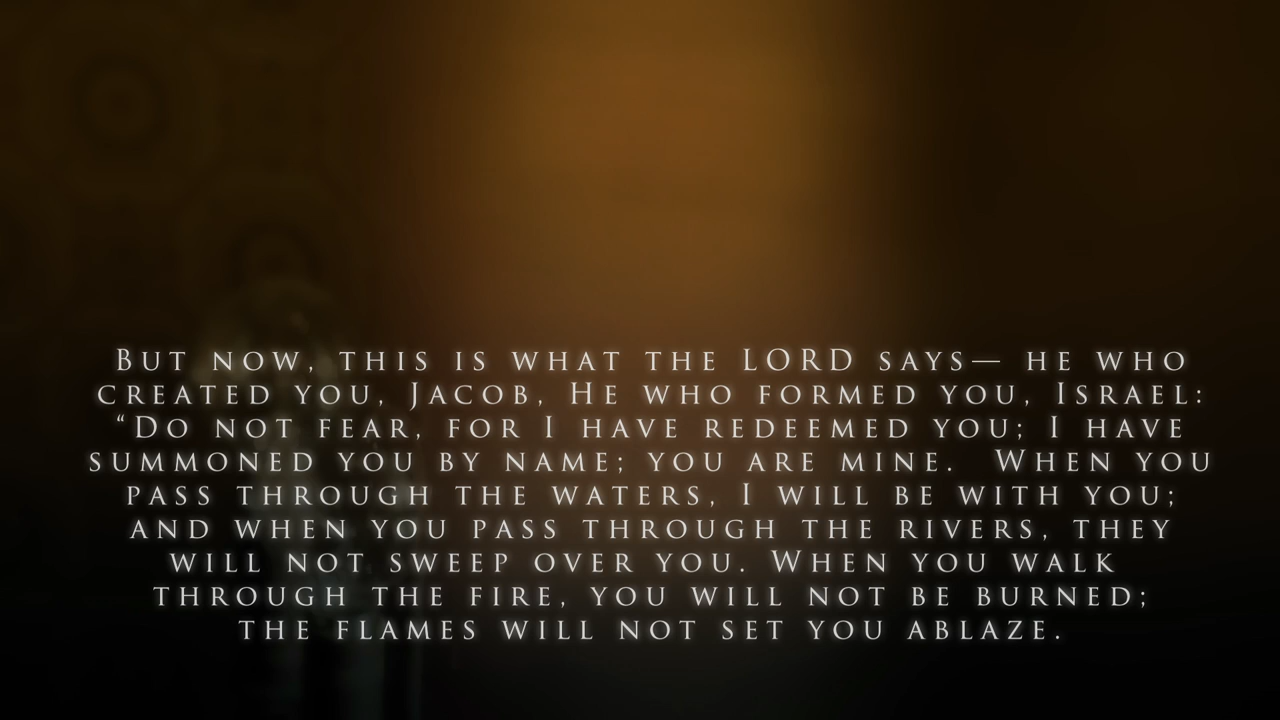 But now, this is what the LORD says— he who
created you, Jacob, He who formed you, Israel:
“Do not fear, for I have redeemed you; I have
summoned you by name; you are mine. When you
pass through the waters, I will be with you;
and when you pass through the rivers, they
will not sweep over you. When you walk
through the fire, you will not be burned;
the flames will not set you ablaze.